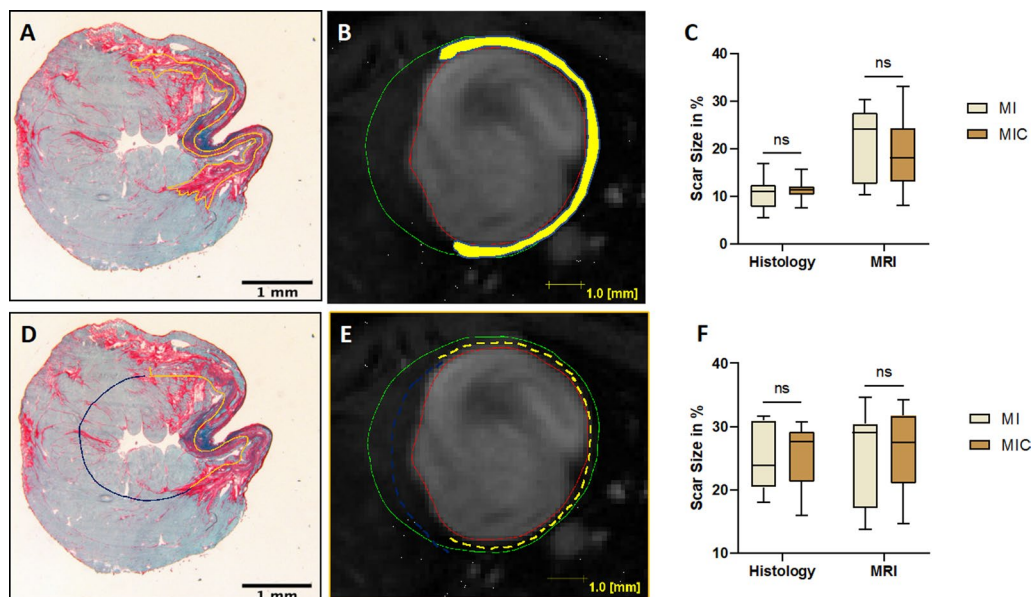 A
1 mm
B
1.0 [mm]
C
Scar Size in %
40
30
20
10
0
ns
ns
Histology
MRI
MI
MIC
D
1 mm
E
1.0 [mm]
F
Scar Size in %
40
30
20
10
ns
ns
Histology
MRI
MI
MIC